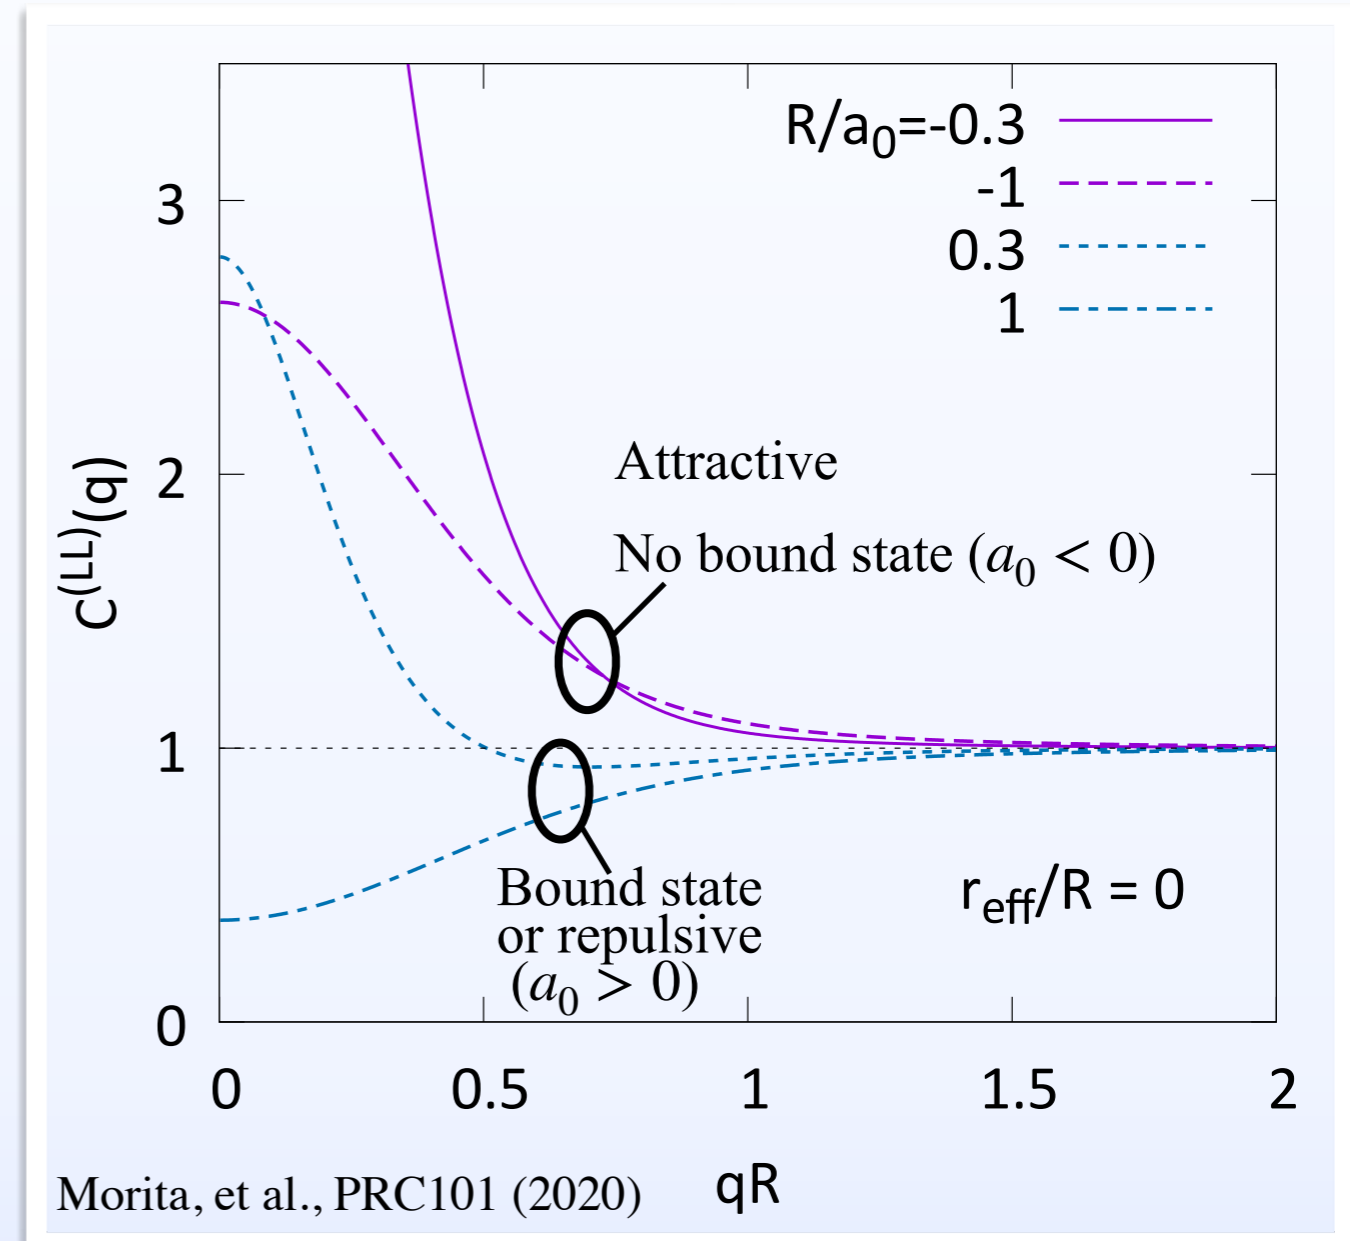 R/a₀=-0.3
-1
0.3
1
3
2
1
0
C⁽ᴸᴸ⁾(q)
Attractive
No bound state (a₀ < 0)
Bound state
or repulsive
(a₀ > 0)
r_eff/R = 0
0 0.5 1 1.5 2
qR
Morita, et al., PRC101 (2020)